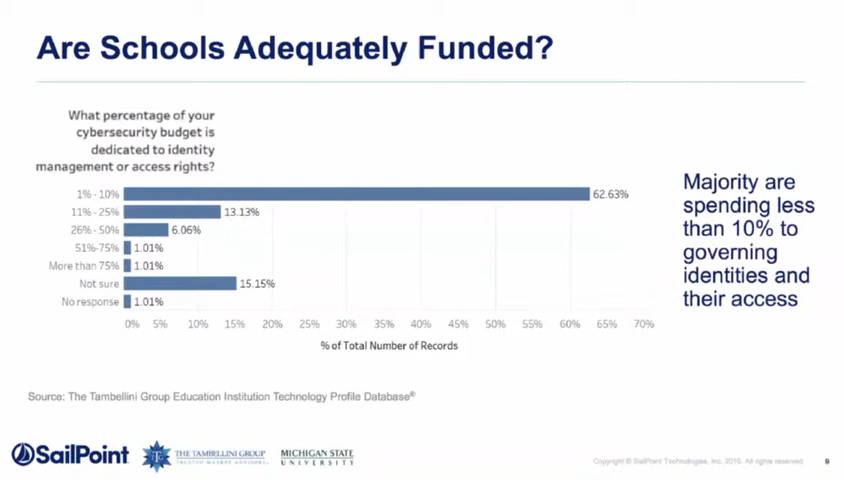 Are Schools Adequately Funded?
What percentage of your
cybersecurity budget is
dedicated to identity
management or access rights?
1% - 10% 62.63%
11% - 25% 13.13%
26% - 50% 6.06%
51%-75% 1.01%
More than 75% 1.01%
Not sure 15.15%
No response 1.01%
0% 5% 10% 15% 20% 25% 30% 35% 40% 45% 50% 55% 60% 65% 70%
% of Total Number of Records
Majority are
spending less
than 10% to
governing
identities and
their access
Source: The Tambellini Group Education Institution Technology Profile Database®
SailPoint
THE TAMBELLINI GROUP
TRUSTED MARKET ADVISORS
MICHIGAN STATE
UNIVERSITY
Copyright © SailPoint Technologies, Inc. 2016. All rights reserved.
9